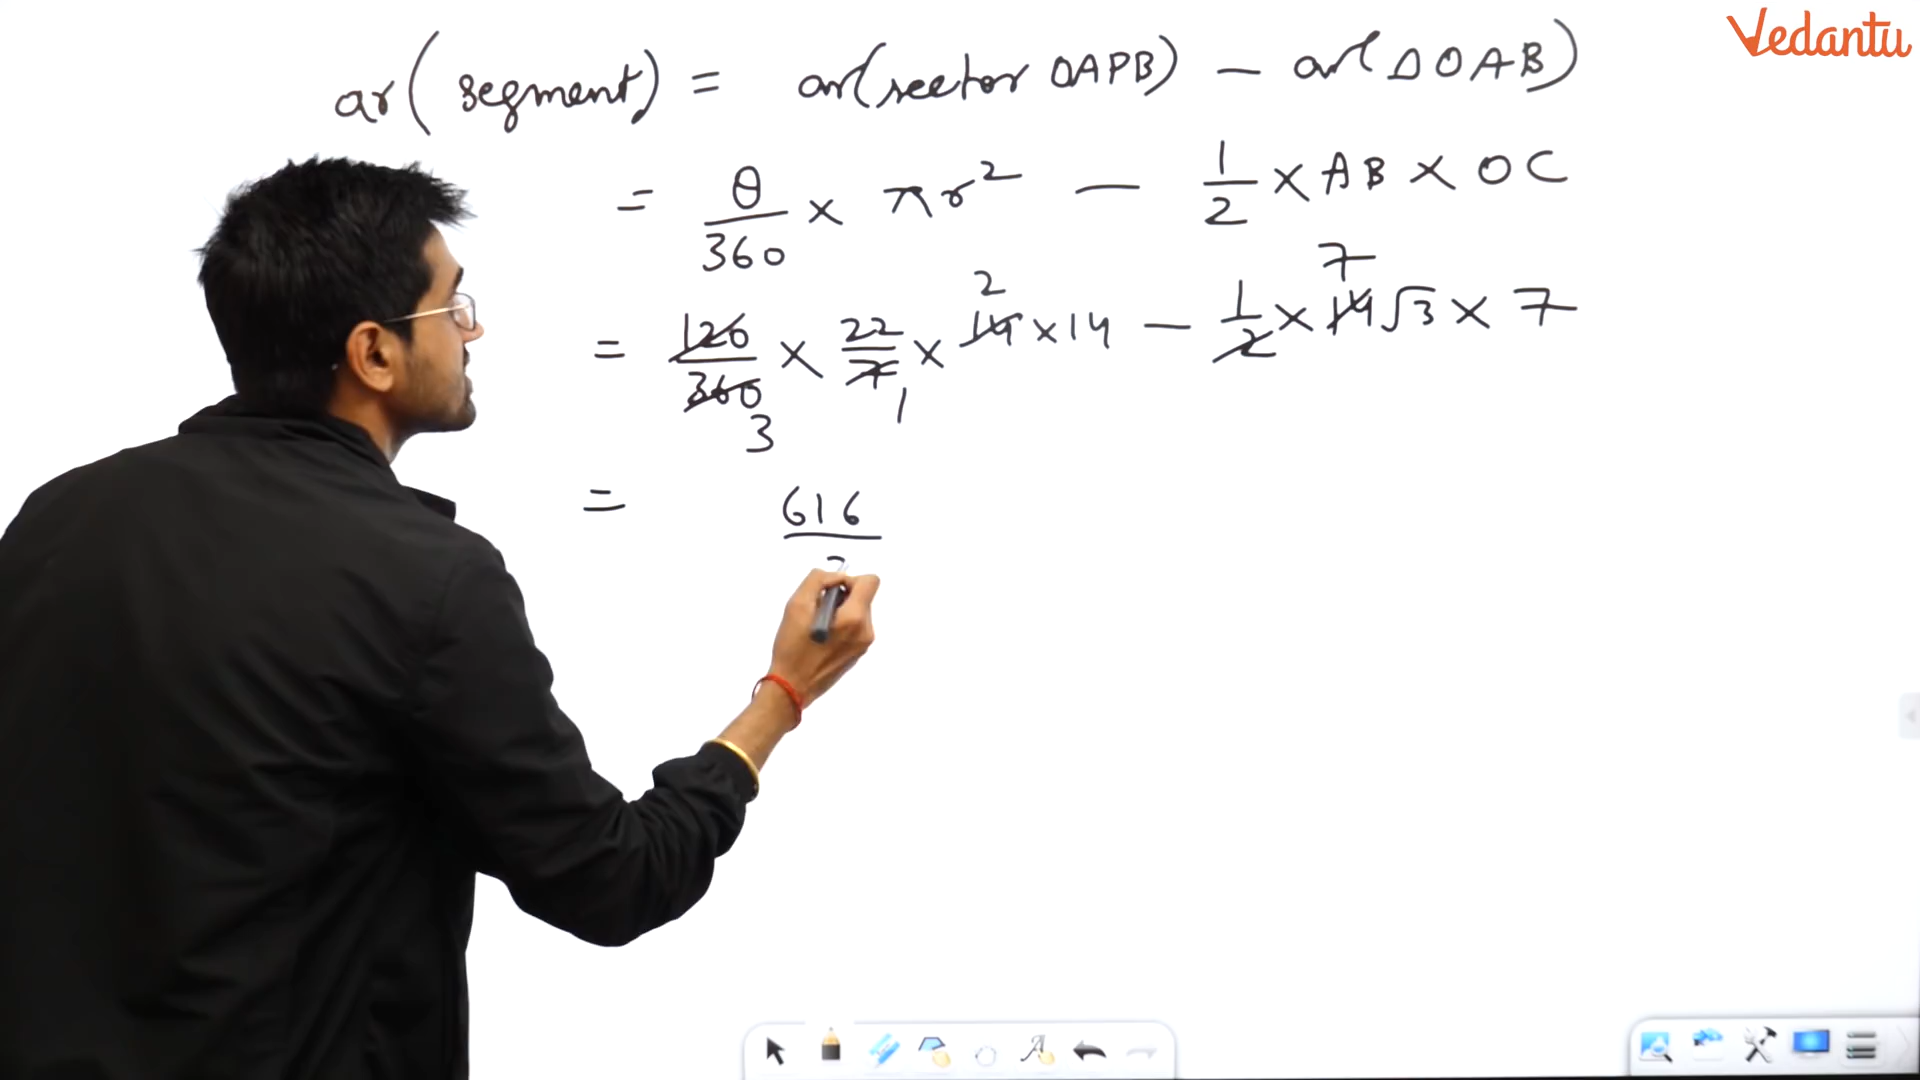 Vedantu
ar(segment) = ar(sector OAPB) - ar(ΔOAB)
= θ/360 × πr² - 1/2 × AB × OC
2 7
= 120/360 × 22/7 × 14 × 14 - 1/2 × 14√3 × 7
3 1
= 616